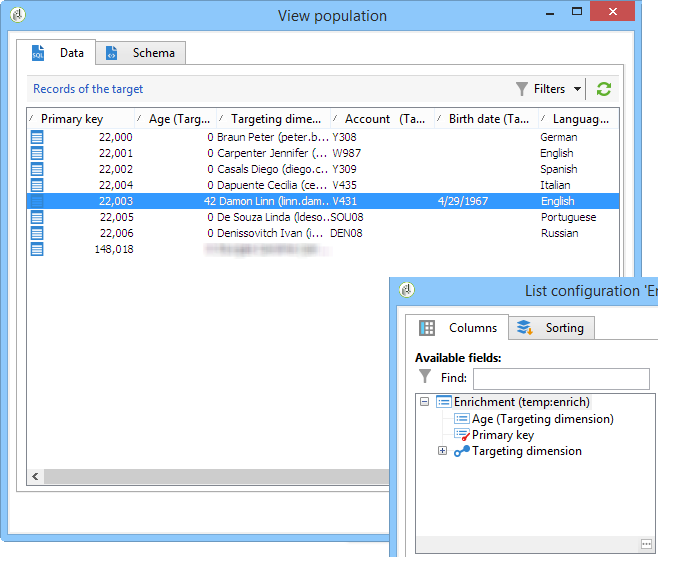 View population
Data Schema
Records of the target Filters
Primary key Age (Targ... Targeting dime... Account (Ta... Birth date (Ta... Languag...
22,000 0 Braun Peter (peter.b... Y308 German
22,001 0 Carpenter Jennifer (... W987 English
22,002 0 Casals Diego (diego.c... Y309 Spanish
22,004 0 Dapuente Cecilia (ce... V435 Italian
22,003 42 Damon Linn (linn.dam... V431 4/29/1967 English
22,005 0 De Souza Linda (ldeso... SOU08 Portuguese
22,006 0 Denissovitch Ivan (i... DEN08 Russian
148,018
List configuration 'En
Columns Sorting
Available fields:
Find:
Enrichment (temp:enrich)
Age (Targeting dimension)
Primary key
Targeting dimension